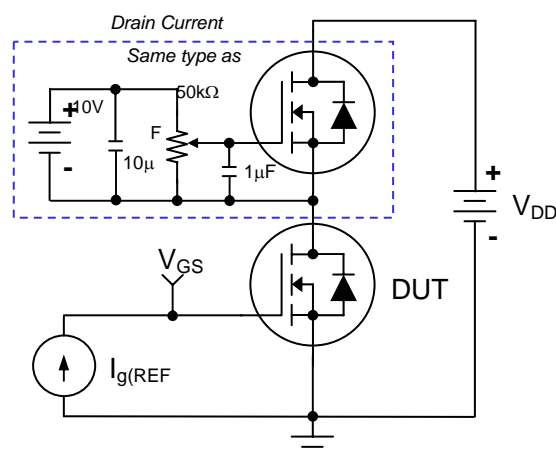 Drain Current
Same type as
+
10V
50kΩ
F
-
10μ
1μF
+
V_DD
-
V_GS
DUT
I_g(REF